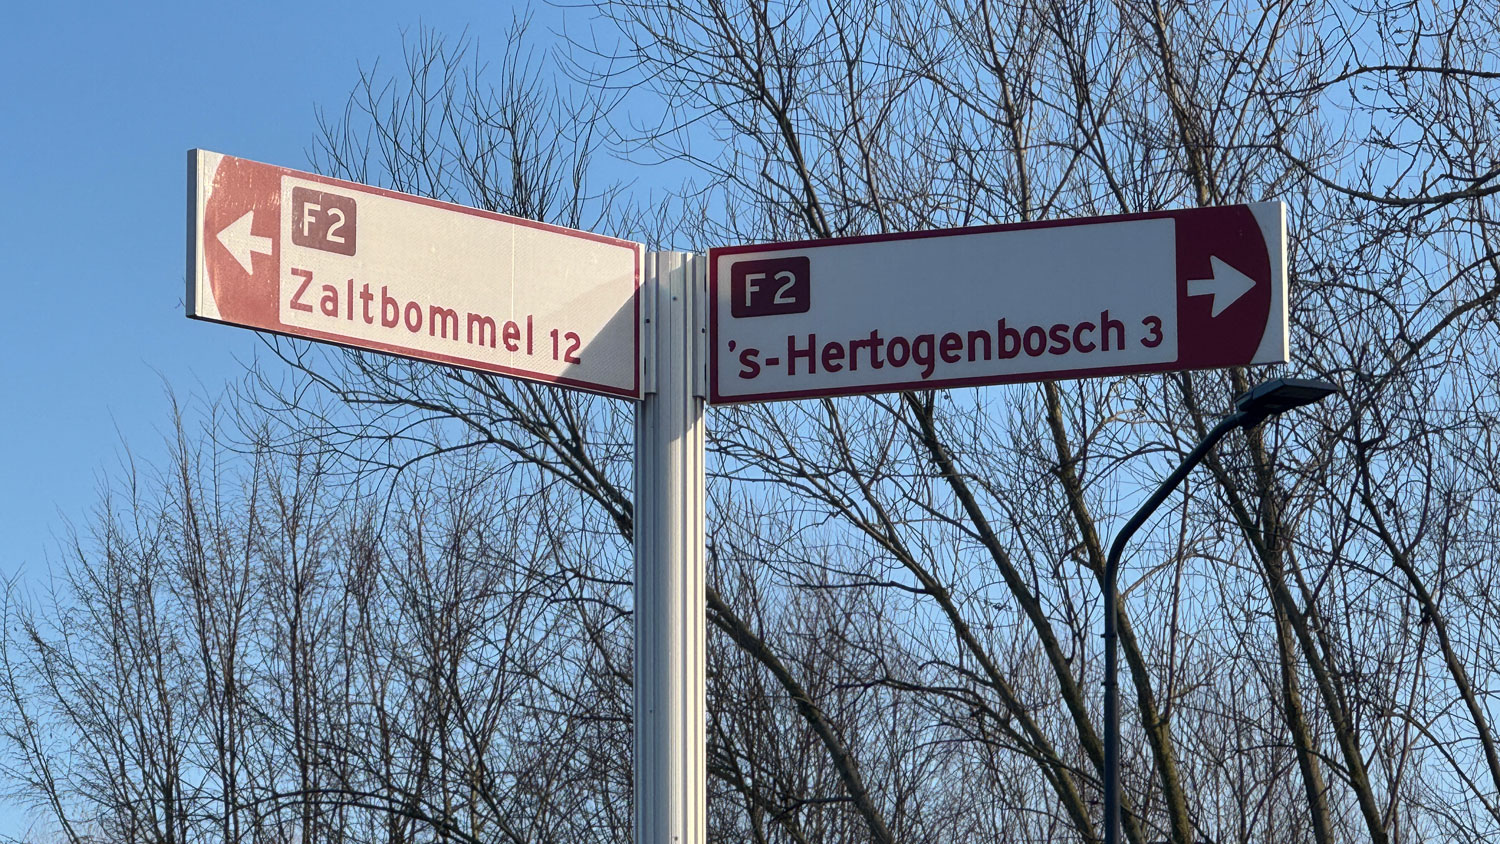 F2
Zaltbommel 12
F2
's-Hertogenbosch 3